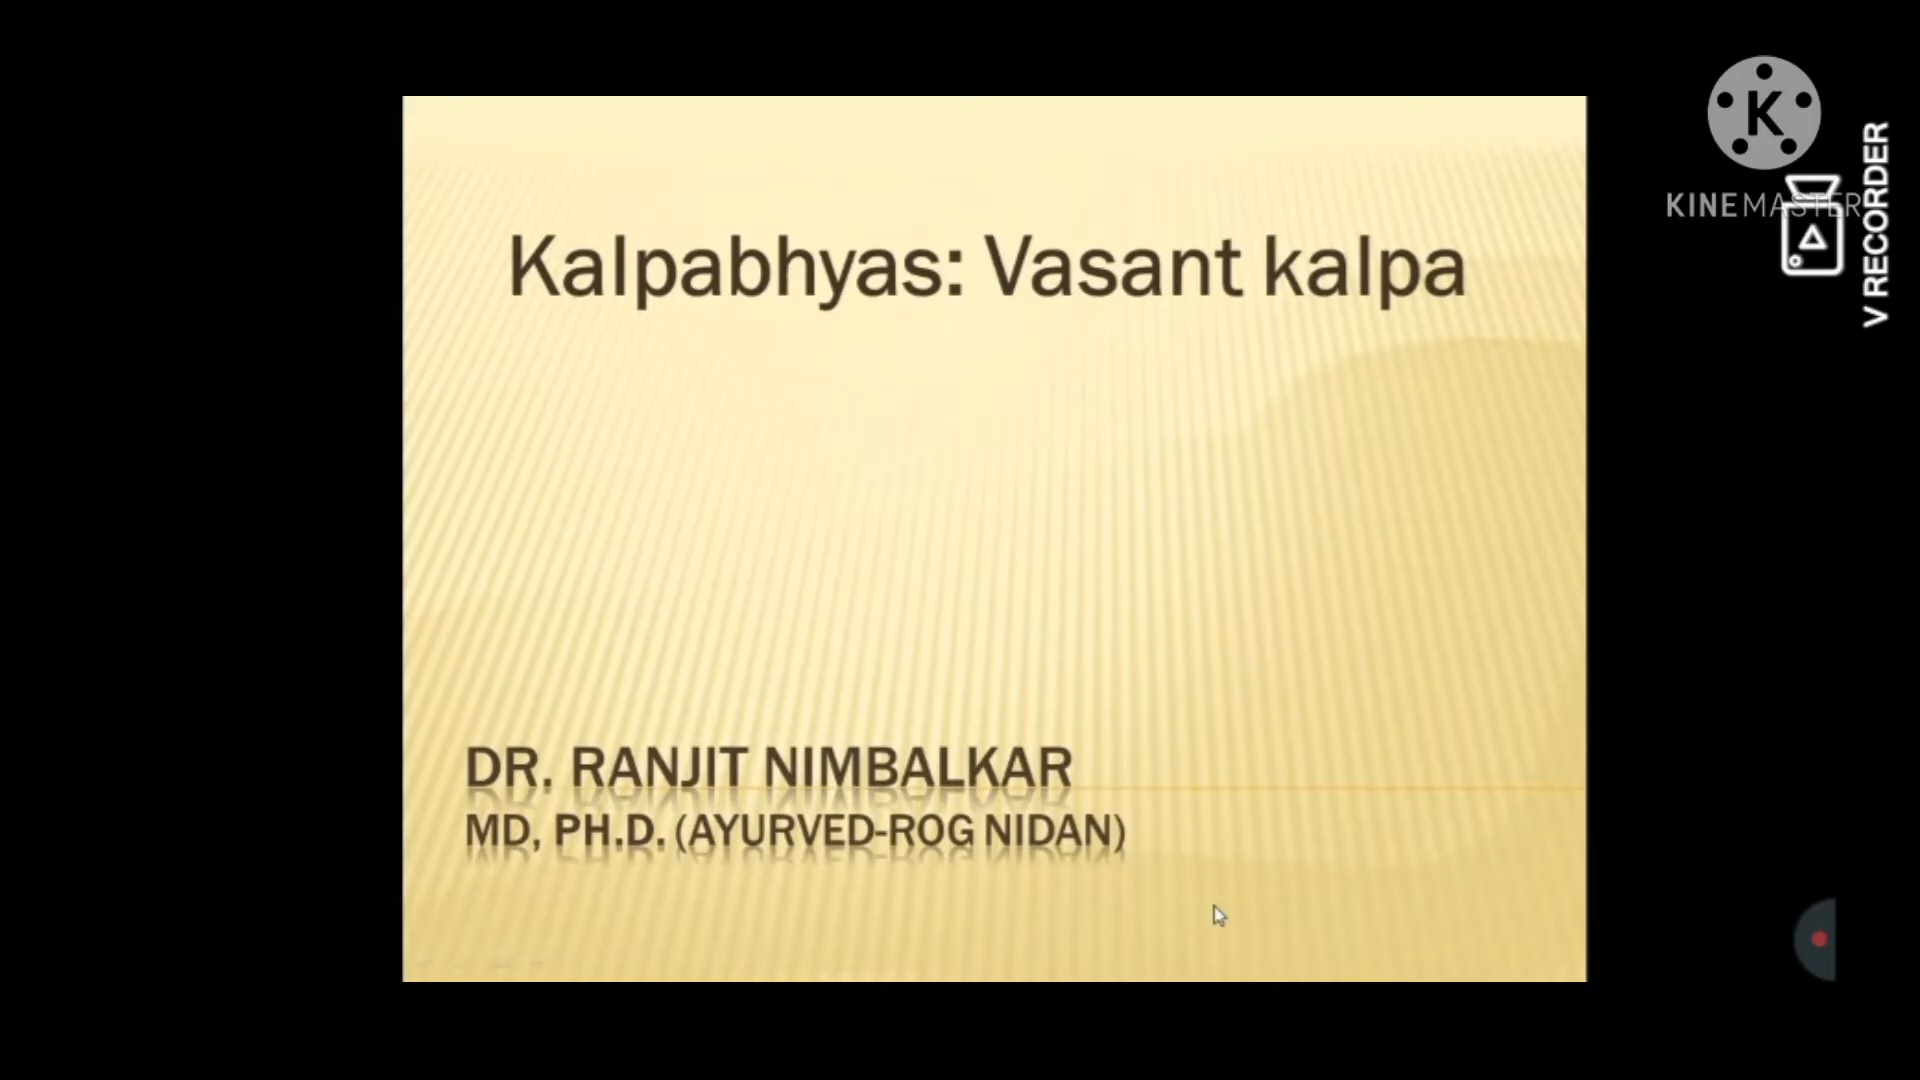 Kalpabhyas: Vasant kalpa
DR. RANJIT NIMBALKAR
MD, PH.D. (AYURVED-ROG NIDAN)
K
KINEMASTER
V RECORDER